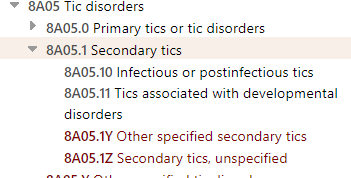 8A05 Tic disorders
8A05.0 Primary tics or tic disorders
8A05.1 Secondary tics
8A05.10 Infectious or postinfectious tics
8A05.11 Tics associated with developmental
disorders
8A05.1Y Other specified secondary tics
8A05.1Z Secondary tics, unspecified